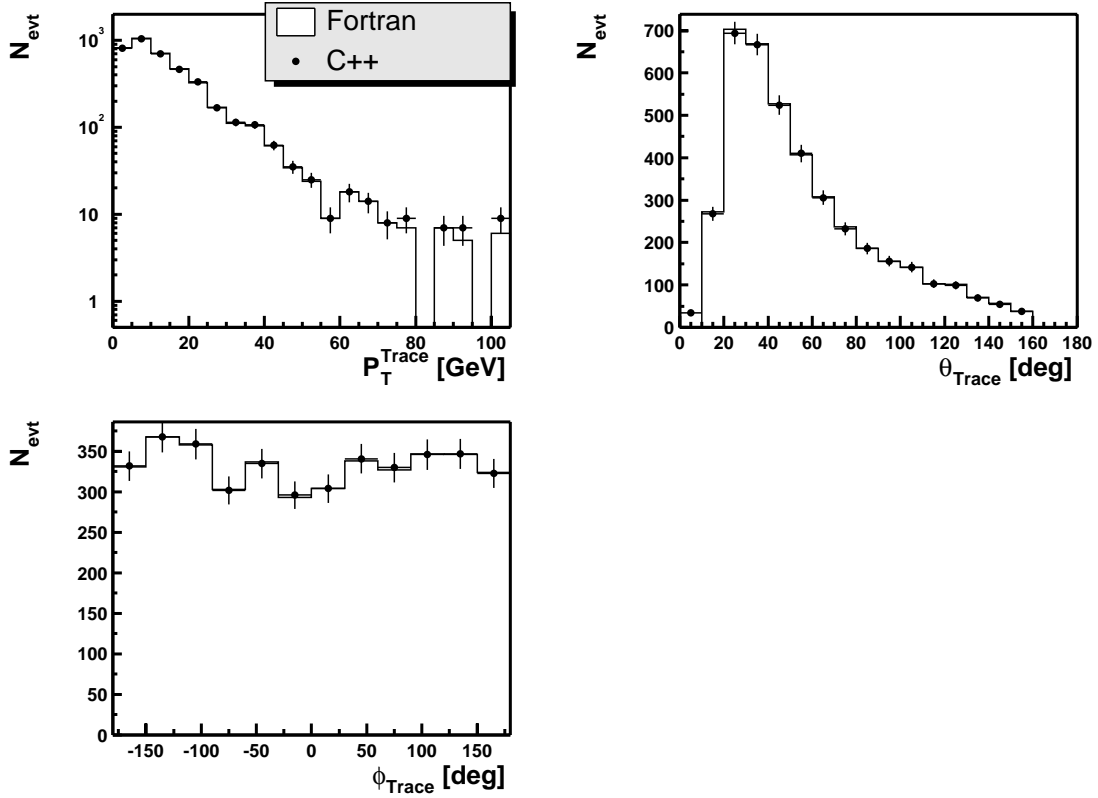 N_evt
Fortran
C++
10^3
10^2
10
1
0 20 40 60 80 100
P_T^Trace [GeV]
N_evt
700
600
500
400
300
200
100
0
0 20 40 60 80 100 120 140 160 180
θ_Trace [deg]
N_evt
350
300
250
200
150
100
50
0
-150 -100 -50 0 50 100 150
ϕ_Trace [deg]